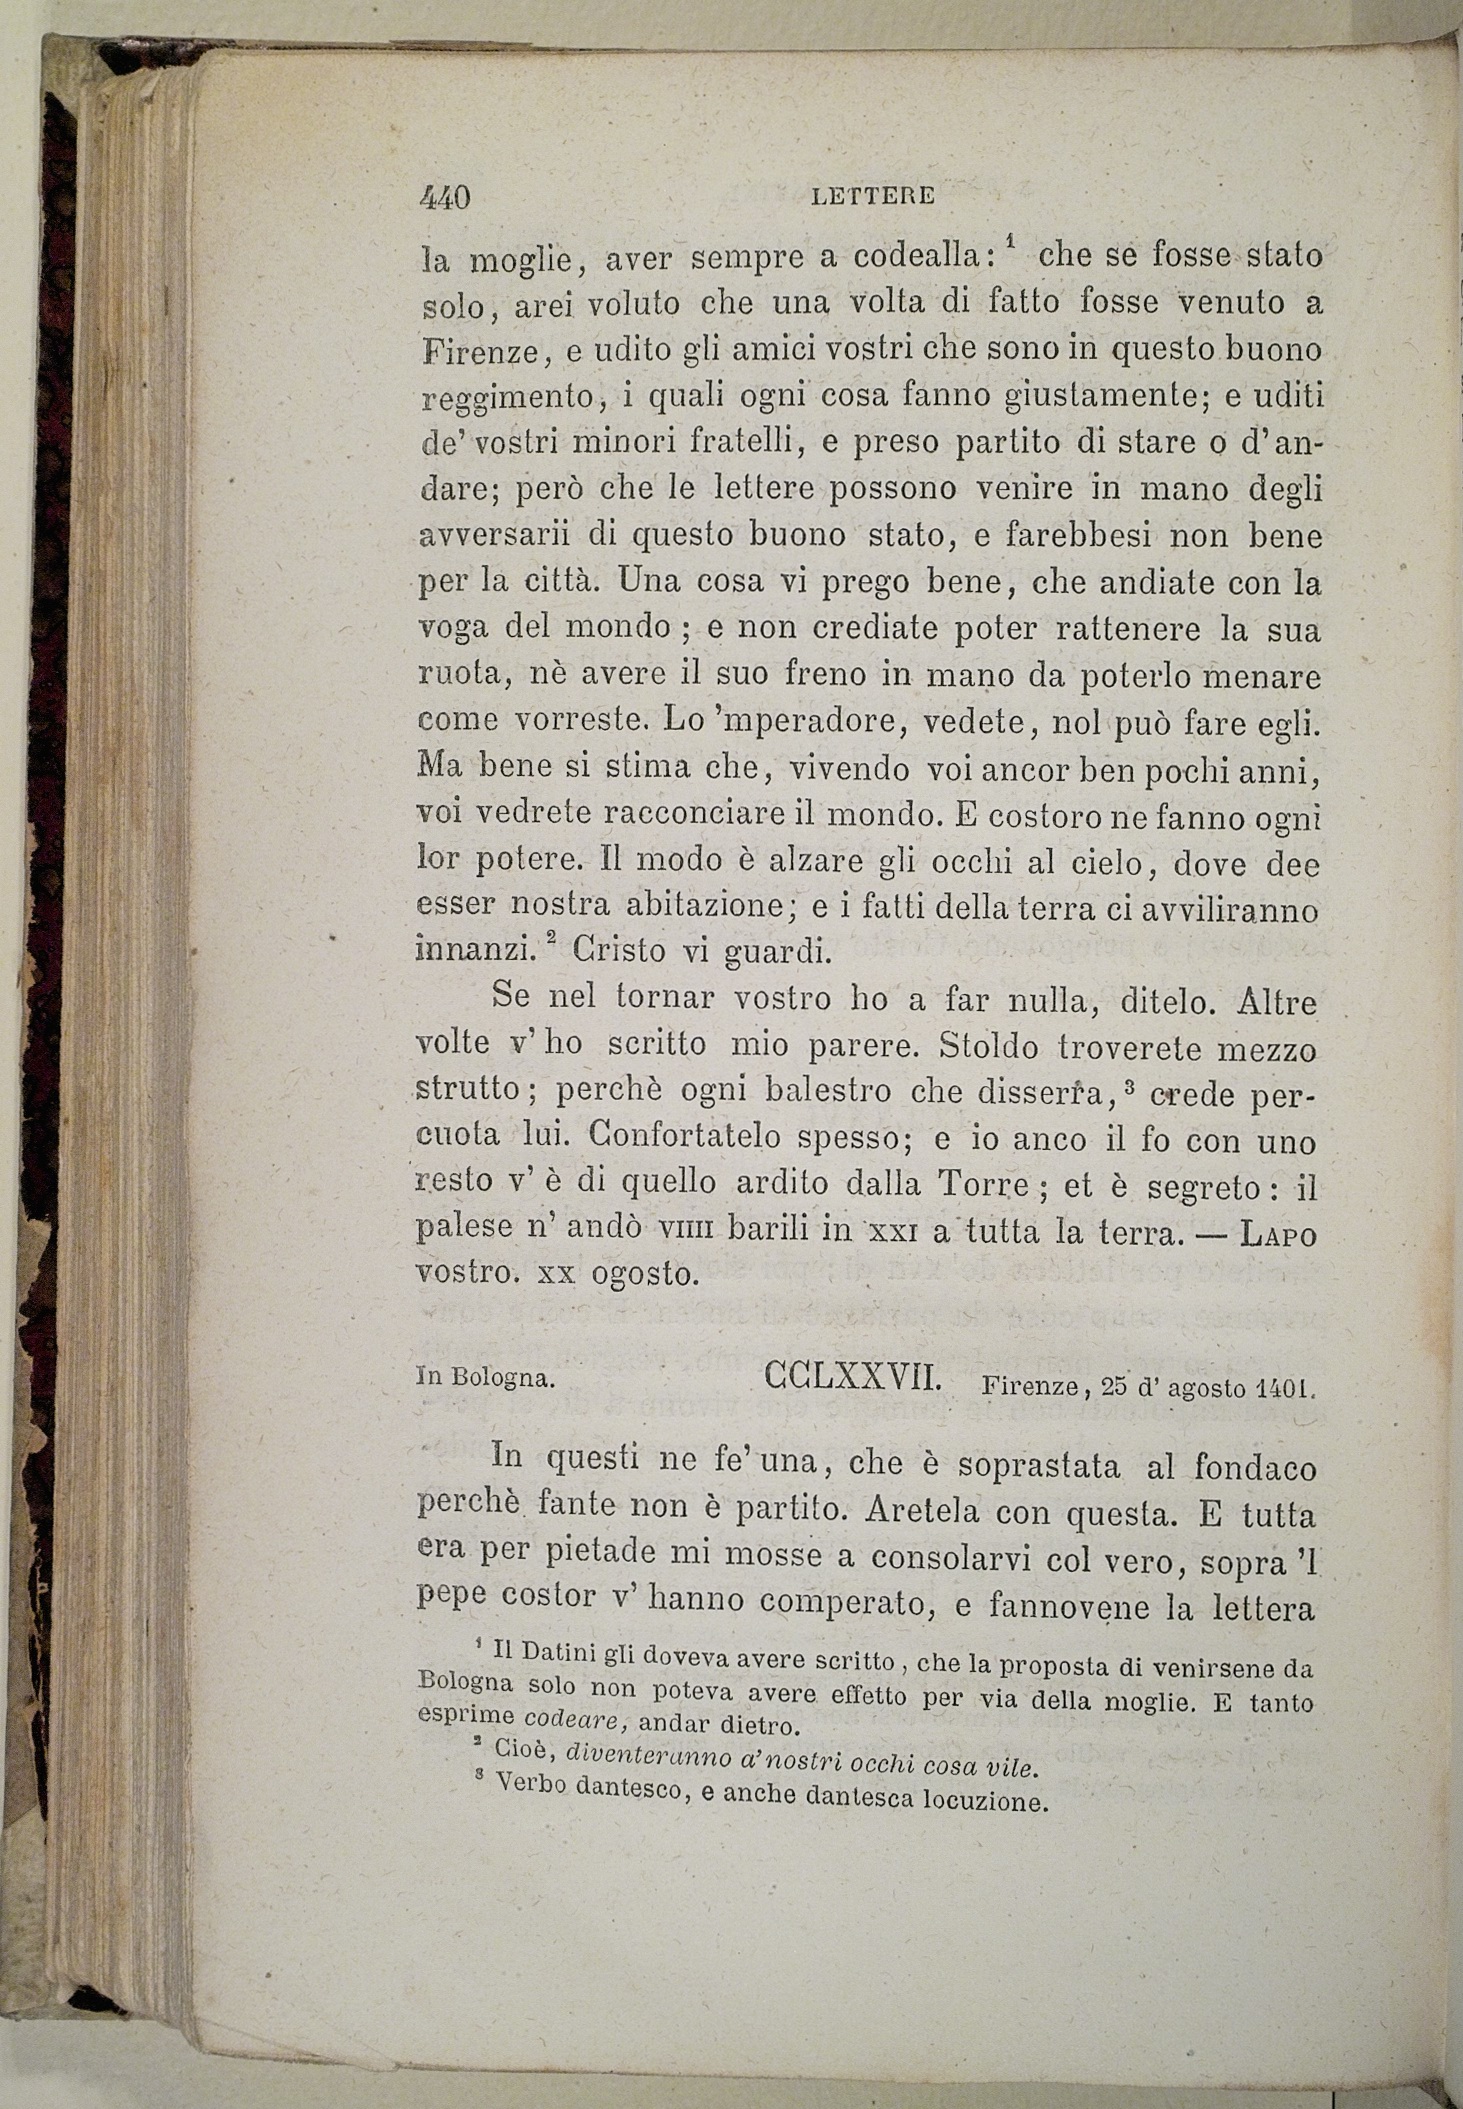 440 LETTERE
la moglie, aver sempre a codealla: ¹ che se fosse stato
solo, arei voluto che una volta di fatto fosse venuto a
Firenze, e udito gli amici vostri che sono in questo buono
reggimento, i quali ogni cosa fanno giustamente; e uditi
de' vostri minori fratelli, e preso partito di stare o d' an-
dare; però che le lettere possono venire in mano degli
avversarii di questo buono stato, e farebbesi non bene
per la città. Una cosa vi prego bene, che andiate con la
voga del mondo; e non crediate poter rattenere la sua
ruota, nè avere il suo freno in mano da poterlo menare
come vorreste. Lo 'mperadore, vedete, nol può fare egli.
Ma bene si stima che, vivendo voi ancor ben pochi anni,
voi vedrete racconciare il mondo. E costoro ne fanno ogni
lor potere. Il modo è alzare gli occhi al cielo, dove dee
esser nostra abitazione; e i fatti della terra ci avviliranno
innanzi. ² Cristo vi guardi.
Se nel tornar vostro ho a far nulla, ditelo. Altre
volte v' ho scritto mio parere. Stoldo troverete mezzo
strutto; perchè ogni balestro che disserra, ³ crede per-
cuota lui. Confortatelo spesso; e io anco il fo con uno
resto v' è di quello ardito dalla Torre; et è segreto: il
palese n' andò VIIII barili in XXI a tutta la terra. — LAPO
vostro. XX ogosto.
In Bologna. CCLXXVII. Firenze, 25 d' agosto 1401.
In questi ne fe' una, che è soprastata al fondaco
perchè fante non è partito. Aretela con questa. E tutta
era per pietade mi mosse a consolarvi col vero, sopra 'l
pepe costor v' hanno comperato, e fannovene la lettera
¹ Il Datini gli doveva avere scritto, che la proposta di venirsene da
Bologna solo non poteva avere effetto per via della moglie. E tanto
esprime codeare, andar dietro.
² Cioè, diventeranno a' nostri occhi cosa vile.
³ Verbo dantesco, e anche dantesca locuzione.